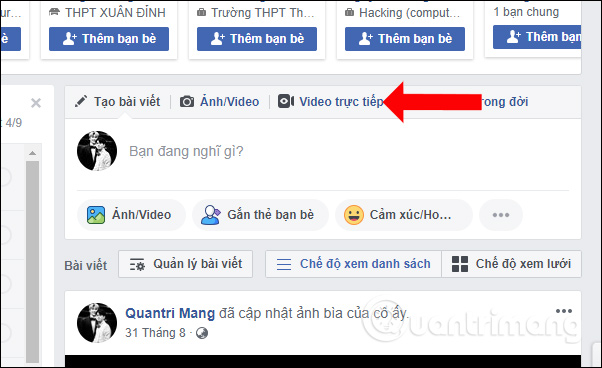 ur...
THPT XUÂN ĐỈNH
Trường THPT Th...
Hacking (comput...
1 bạn chung
bè
Thêm bạn bè
Thêm bạn bè
Thêm bạn bè
Thêm bạn
t 4/9
Tạo bài viết
Ảnh/Video
Video trực tiếp
rong đời
Bạn đang nghĩ gì?
Ảnh/Video
Gắn thẻ bạn bè
Cảm xúc/Ho...
Bài viết
Quản lý bài viết
Chế độ xem danh sách
Chế độ xem lưới
Quantri Mang đã cập nhật ảnh bìa của cô ấy.
31 Tháng 8 ·
Quantrimang